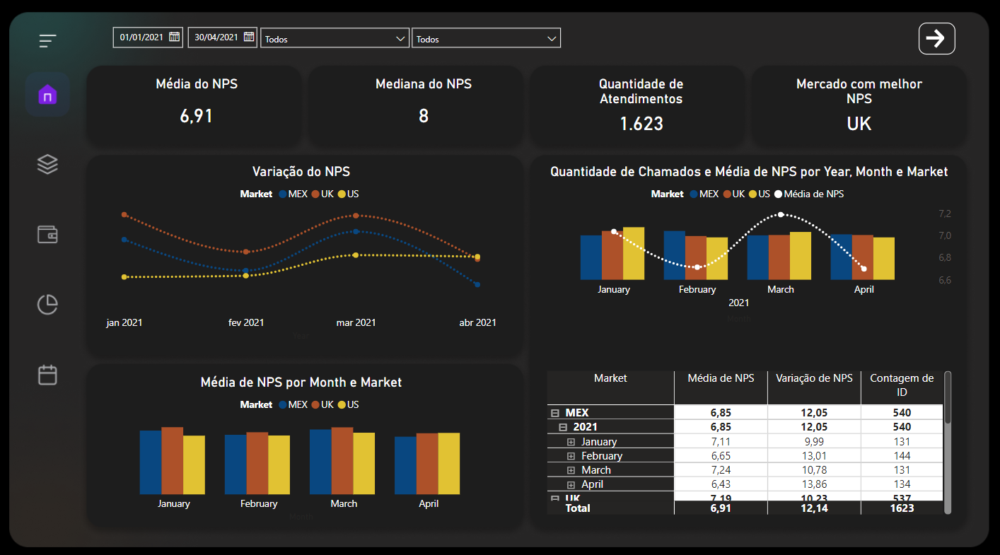 01/01/2021 30/04/2021 Todos Todos
Média do NPS
6,91
Mediana do NPS
8
Quantidade de
Atendimentos
1.623
Mercado com melhor
NPS
UK
Variação do NPS
Market MEX UK US
jan 2021 fev 2021 mar 2021 abr 2021
Year
Quantidade de Chamados e Média de NPS por Year, Month e Market
Market MEX UK US Média de NPS
7,2
7,0
6,8
6,6
January February March April
2021
Month
Média de NPS por Month e Market
Market MEX UK US
January February March April
Month
Market Média de NPS Variação de NPS Contagem de
ID
MEX 6,85 12,05 540
2021 6,85 12,05 540
January 7,11 9,99 131
February 6,65 13,01 144
March 7,24 10,78 131
April 6,43 13,86 134
UK 7,19 10,23 537
Total 6,91 12,14 1623